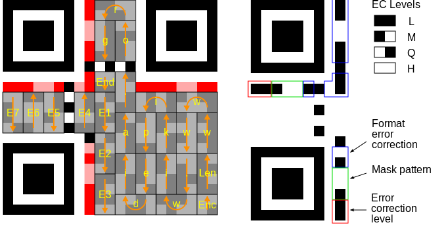 EC Levels
L
M
Q
H
r
g
o
End
E7
E6
E5
E4
E1
i
W
a
p
k
w
w
E2
e
i
Len
E3
d
w
Enc
Format
error
correction
Mask pattern
Error
correction
level